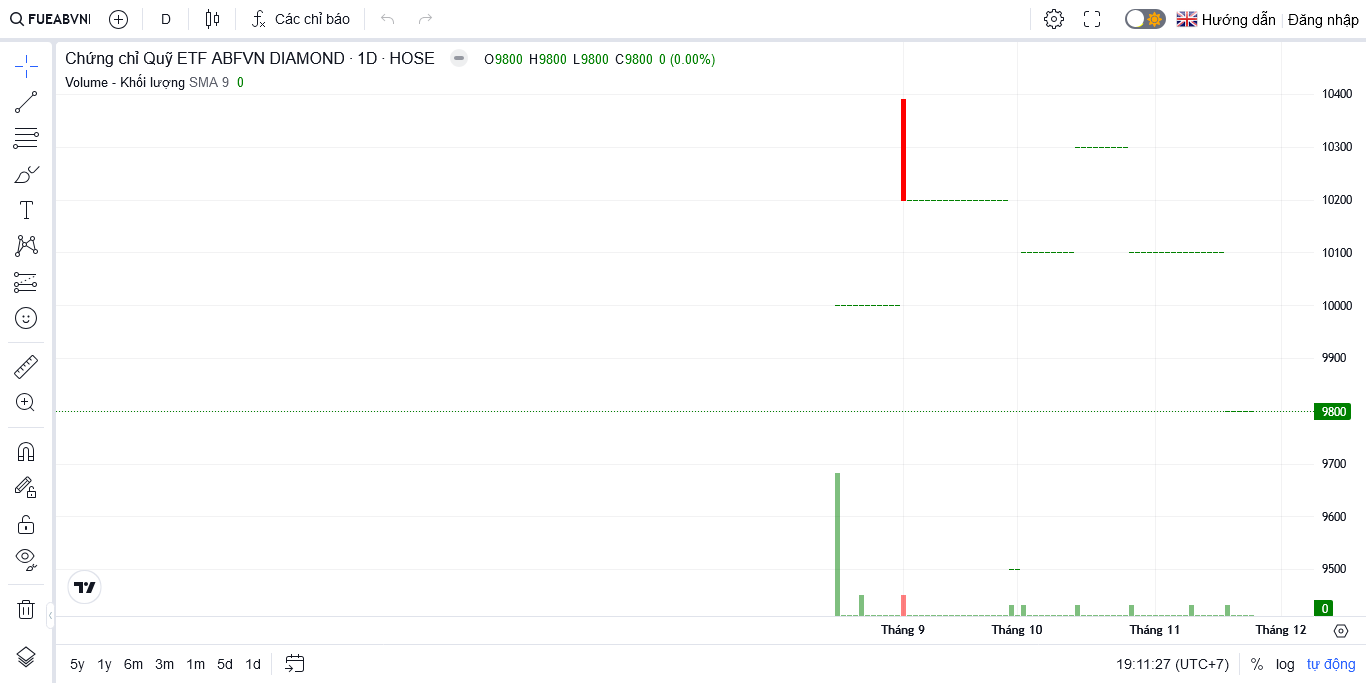 FUEABVNI D Các chỉ báo Hướng dẫn Đăng nhập
Chứng chỉ Quỹ ETF ABFVN DIAMOND · 1D · HOSE O9800 H9800 L9800 C9800 0 (0.00%)
Volume - Khối lượng SMA 9 0
10400
10300
10200
10100
10000
9900
9800
9700
9600
9500
0
Tháng 9 Tháng 10 Tháng 11 Tháng 12
5y 1y 6m 3m 1m 5d 1d 19:11:27 (UTC+7) % log tự động